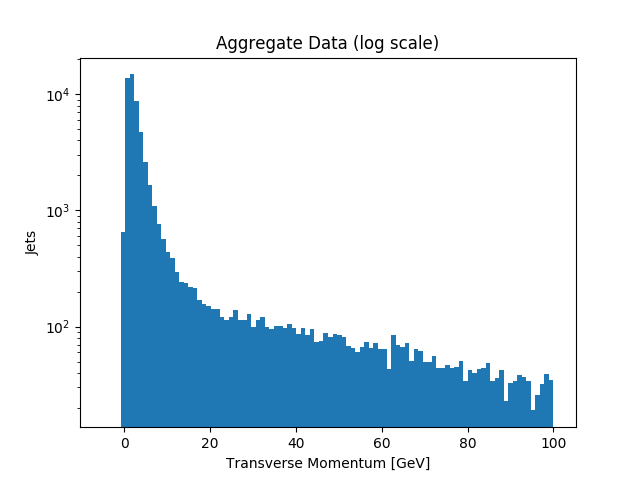 Aggregate Data (log scale)
10⁴
10³
10²
Jets
0 20 40 60 80 100
Transverse Momentum [GeV]